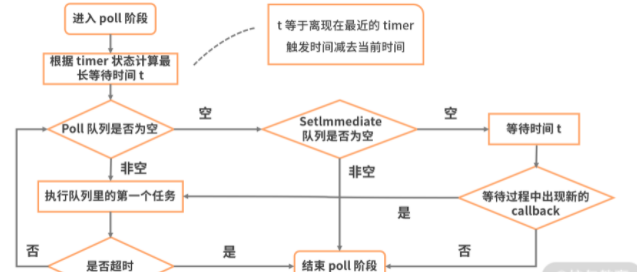 进入 poll 阶段
t 等于离现在最近的 timer
触发时间减去当前时间
根据 timer 状态计算最
长等待时间 t
Poll 队列是否为空
空
SetImmediate
队列是否为空
空
等待时间 t
非空
非空
执行队列里的第一个任务
等待过程中出现新的
callback
是
否
是否超时
是
结束 poll 阶段
否